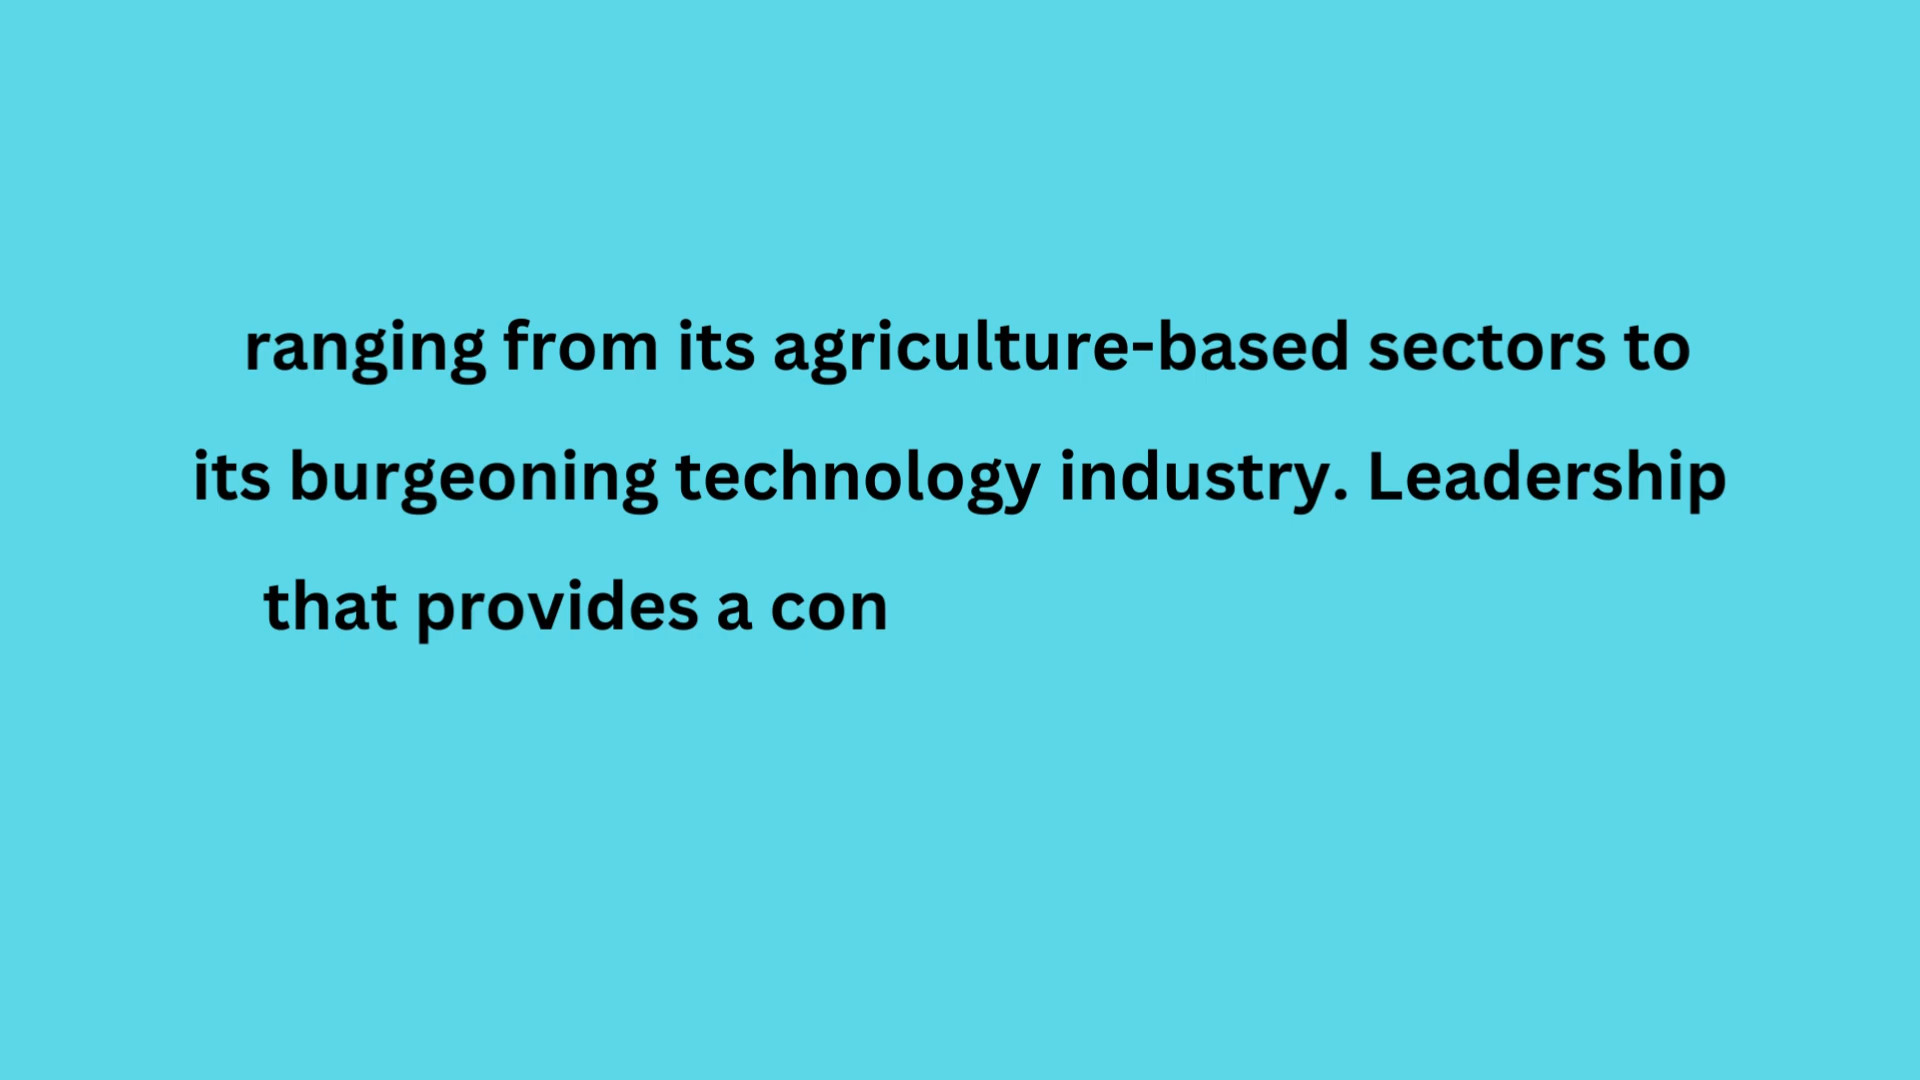 ranging from its agriculture-based sectors to
its burgeoning technology industry. Leadership
that provides a con